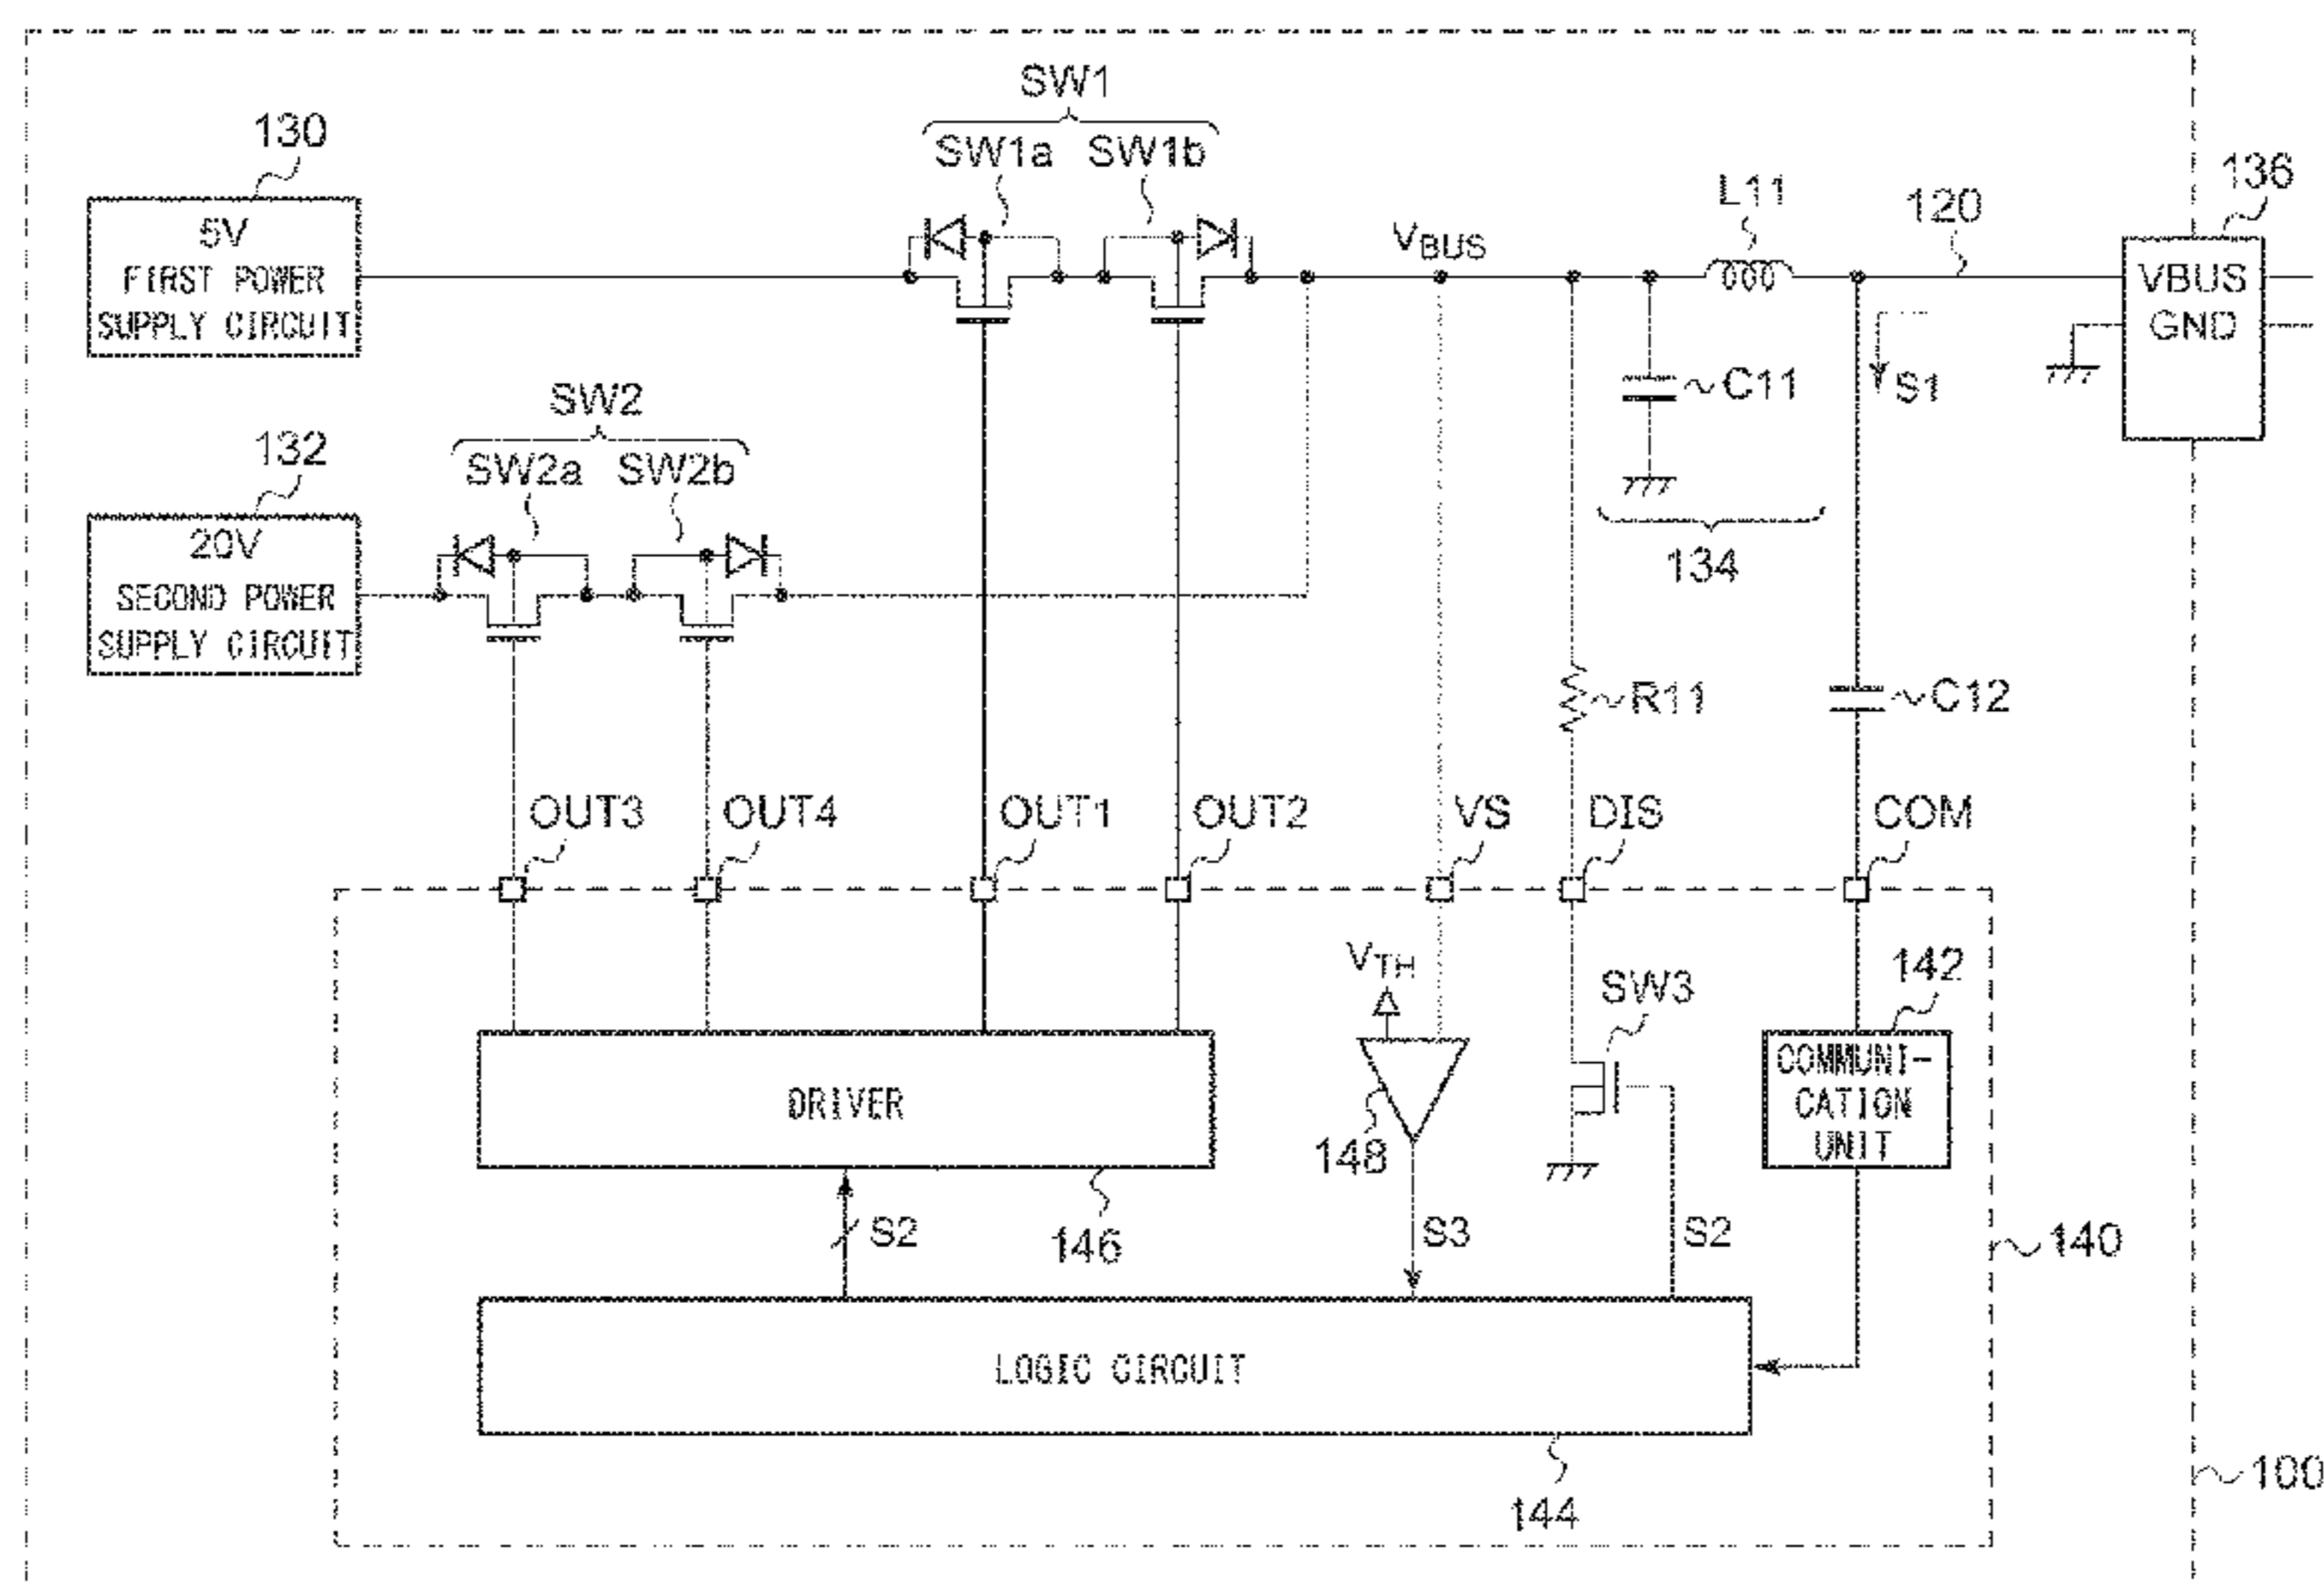 SW1
130
SW1a SW1b
136
5V
FIRST POWER
SUPPLY CIRCUIT
VBUS
L11
120
VBUS
GND
C11
S1
SW2
132
SW2a SW2b
134
20V
SECOND POWER
SUPPLY CIRCUIT
R11
C12
OUT3
OUT4
OUT1
OUT2
VS
DIS
COM
VTH
SW3
142
148
DRIVER
COMMUNI-
CATION
UNIT
S2
146
S3
S2
140
LOGIC CIRCUIT
144
100